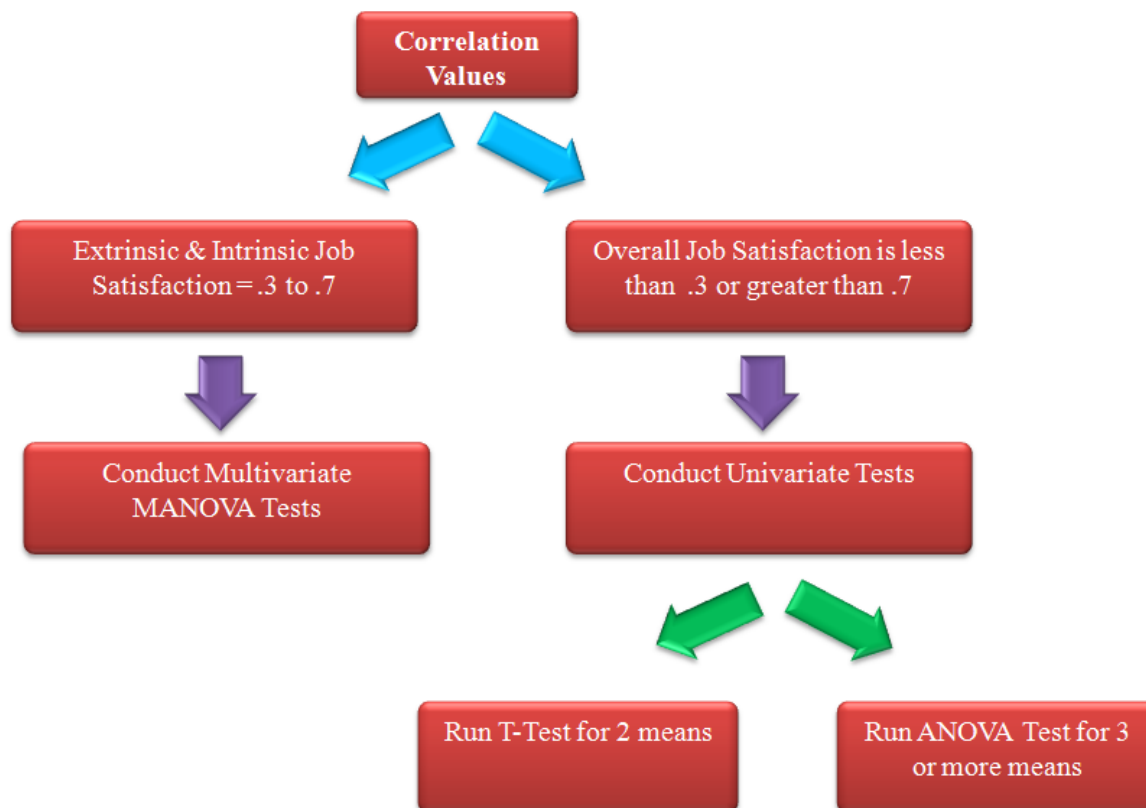 Correlation
Values
Extrinsic & Intrinsic Job
Satisfaction = .3 to .7
Overall Job Satisfaction is less
than .3 or greater than .7
Conduct Multivariate
MANOVA Tests
Conduct Univariate Tests
Run T-Test for 2 means
Run ANOVA Test for 3
or more means